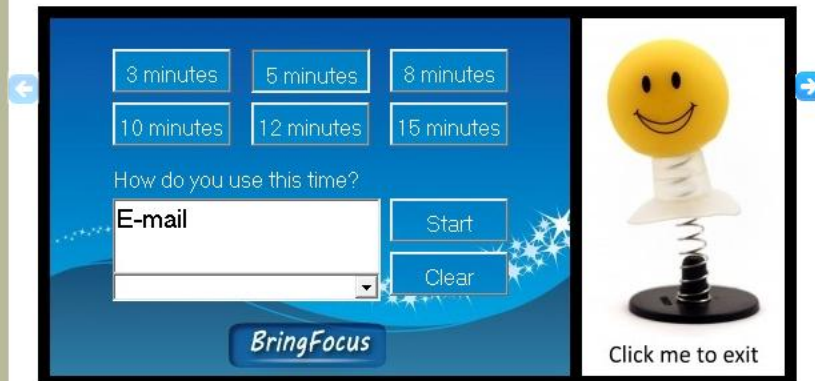 3 minutes 5 minutes 8 minutes
10 minutes 12 minutes 15 minutes
How do you use this time?
E-mail
Start
Clear
BringFocus
Click me to exit